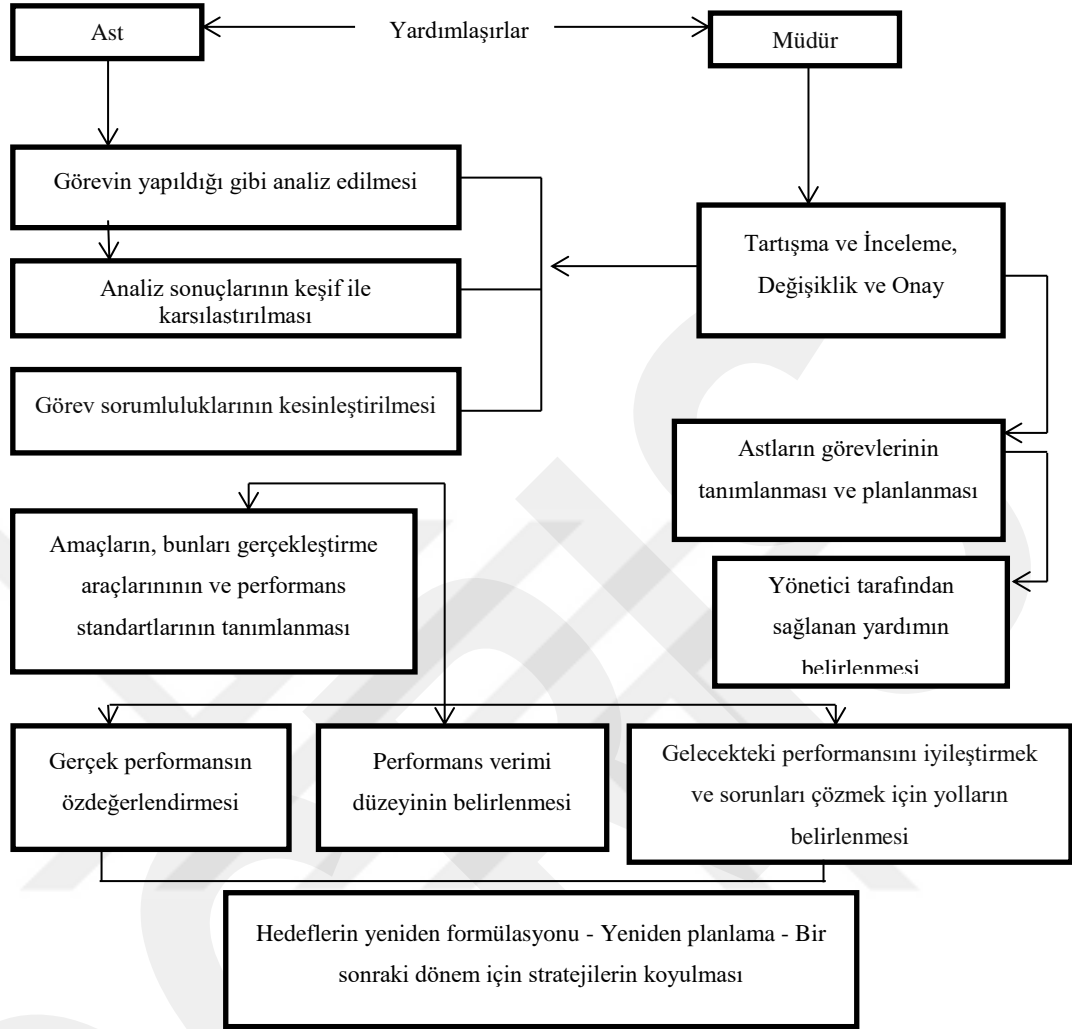 Ast
Yardımlaşırlar
Müdür
Görevin yapıldığı gibi analiz edilmesi
Tartışma ve İnceleme,
Değişiklik ve Onay
Analiz sonuçlarının keşif ile
karsılastırılması
Görev sorumluluklarının kesinleştirilmesi
Astların görevlerinin
tanımlanması ve planlanması
Amaçların, bunları gerçekleştirme
araçlarınının ve performans
standartlarının tanımlanması
Yönetici tarafından
sağlanan yardımın
belirlenmesi
Gerçek performansın
özdeğerlendirmesi
Performans verimi
düzeyinin belirlenmesi
Gelecekteki performansını iyileştirmek
ve sorunları çözmek için yolların
belirlenmesi
Hedeflerin yeniden formülasyonu - Yeniden planlama - Bir
sonraki dönem için stratejilerin koyulması